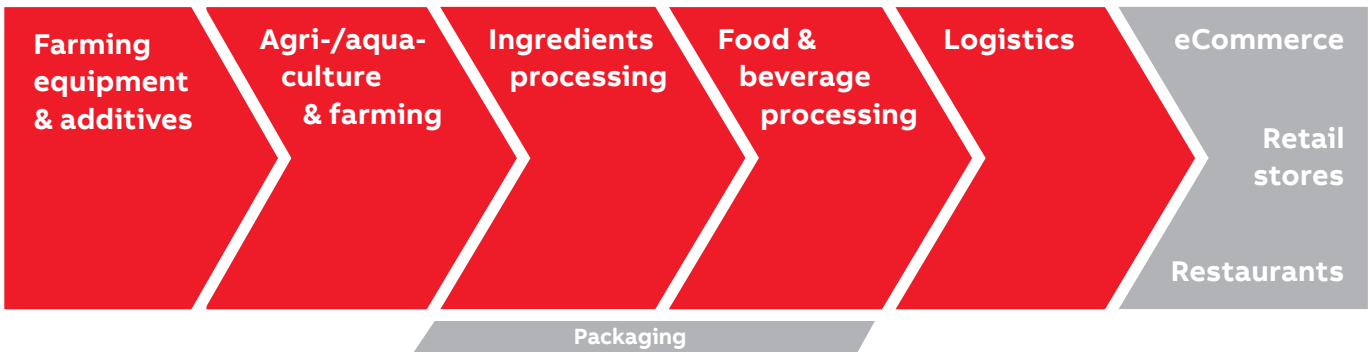 Farming
equipment
& additives
Agri-/aqua-
culture
& farming
Ingredients
processing
Food &
beverage
processing
Logistics
eCommerce
Retail
stores
Restaurants
Packaging